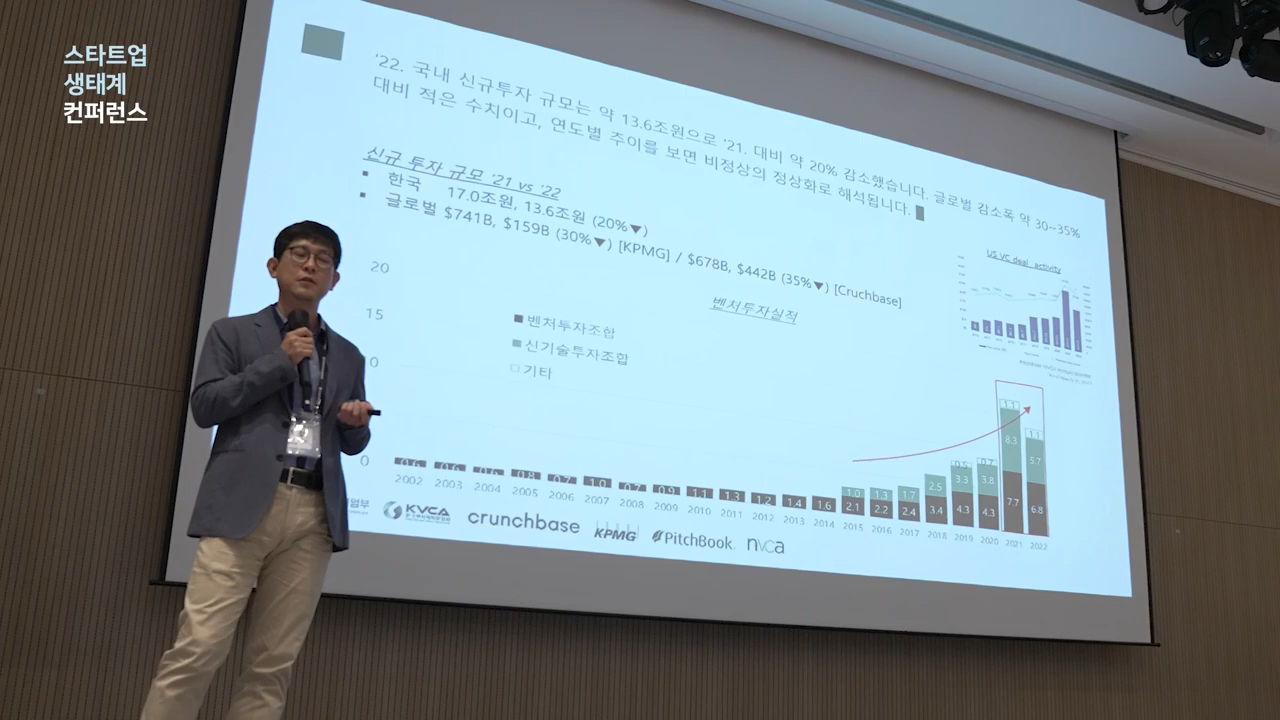 스타트업
생태계
컨퍼런스
'22. 국내 신규투자 규모는 약 13.6조원으로 '21. 대비 약 20% 감소했습니다. 글로벌 감소폭 약 30~35%
대비 적은 수치이고, 연도별 추이를 보면 비정상의 정상화로 해석됩니다.
신규 투자 규모 '21 vs '22
▪ 한국 17.0조원, 13.6조원 (20%▼)
▪ 글로벌 $741B, $159B (30%▼) [KPMG] / $678B, $442B (35%▼) [Cruchbase]
US VC deal activity
벤처투자실적
20
15
0
0
벤처투자조합
신기술투자조합
기타
1.1
8.3
7.7
1.1
5.7
6.8
0.7
3.8
4.3
0.5
3.3
4.3
2.5
3.4
1.7
2.4
1.3
2.2
1.0
2.1
0.6 0.6 0.6 0.8 0.7 1.0 0.7 0.9 1.1 1.3 1.2 1.4 1.6
2002 2003 2004 2005 2006 2007 2008 2009 2010 2011 2012 2013 2014 2015 2016 2017 2018 2019 2020 2021 2022
KVCA
crunchbase
KPMG
PitchBook
nvca